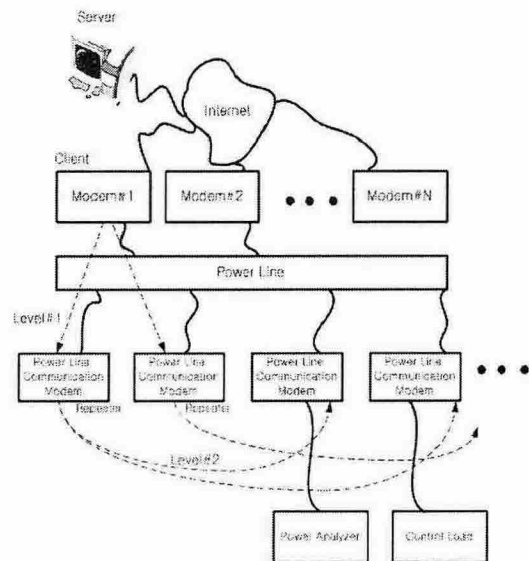 Server
Internet
Client
Modem#1
Modem#2
Modem#N
Power Line
Level#1
Power Line
Communication
Modem
Power Line
Communication
Modem
Power Line
Communication
Modem
Power Line
Communication
Modem
Repeater
Repeater
Level#2
Power Analyzer
Control Load